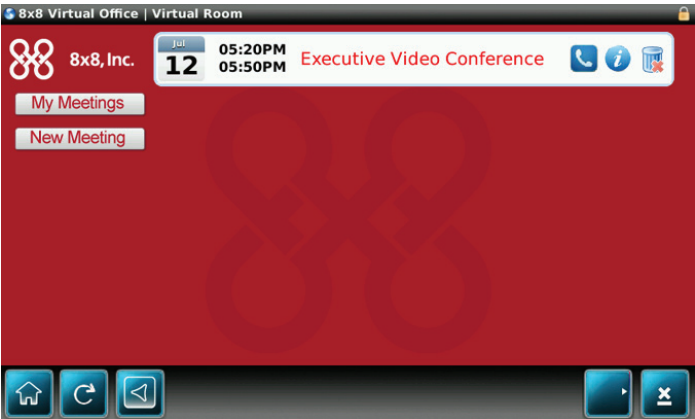 8x8 Virtual Office | Virtual Room
8x8, Inc.
Jul
12
05:20PM
05:50PM
Executive Video Conference
My Meetings
New Meeting